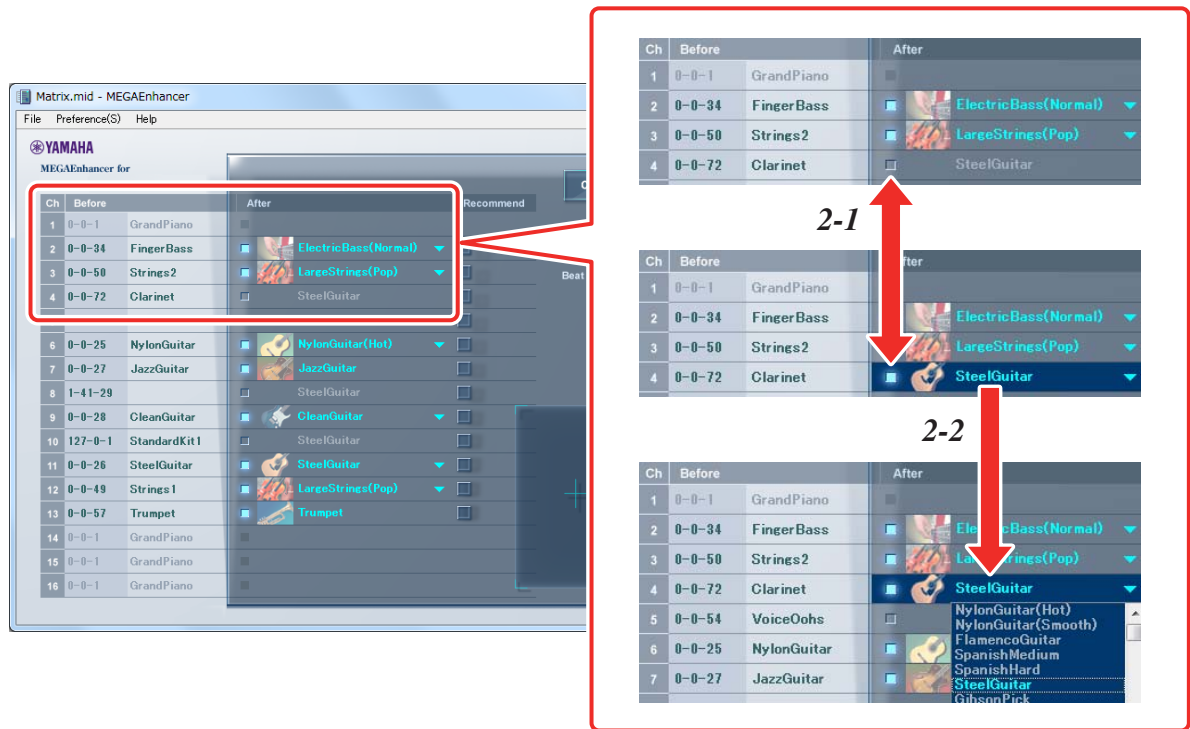 Matrix.mid - MEGAEnhancer
File Preference(S) Help
YAMAHA
MEGAEnhancer for
Ch Before After Recommend
1 0-0-1 GrandPiano
2 0-0-34 FingerBass ElectricBass(Normal)
3 0-0-50 Strings2 LargeStrings(Pop)
4 0-0-72 Clarinet SteelGuitar
6 0-0-25 NylonGuitar NylonGuitar(Hot)
7 0-0-27 JazzGuitar JazzGuitar
8 1-41-29 SteelGuitar
9 0-0-28 CleanGuitar CleanGuitar
10 127-0-1 StandardKit1 SteelGuitar
11 0-0-26 SteelGuitar SteelGuitar
12 0-0-49 Strings1 LargeStrings(Pop)
13 0-0-57 Trumpet Trumpet
14 0-0-1 GrandPiano
15 0-0-1 GrandPiano
16 0-0-1 GrandPiano
Beat
Ch Before After
1 0-0-1 GrandPiano
2 0-0-34 FingerBass ElectricBass(Normal)
3 0-0-50 Strings2 LargeStrings(Pop)
4 0-0-72 Clarinet SteelGuitar
2-1
Ch Before After
1 0-0-1 GrandPiano
2 0-0-34 FingerBass ElectricBass(Normal)
3 0-0-50 Strings2 LargeStrings(Pop)
4 0-0-72 Clarinet SteelGuitar
2-2
Ch Before After
1 0-0-1 GrandPiano
2 0-0-34 FingerBass ElectricBass(Normal)
3 0-0-50 Strings2 LargeStrings(Pop)
4 0-0-72 Clarinet SteelGuitar
5 0-0-54 VoiceOohs
6 0-0-25 NylonGuitar
7 0-0-27 JazzGuitar
NylonGuitar(Hot)
NylonGuitar(Smooth)
FlamencoGuitar
SpanishMedium
SpanishHard
SteelGuitar
GibsonPick